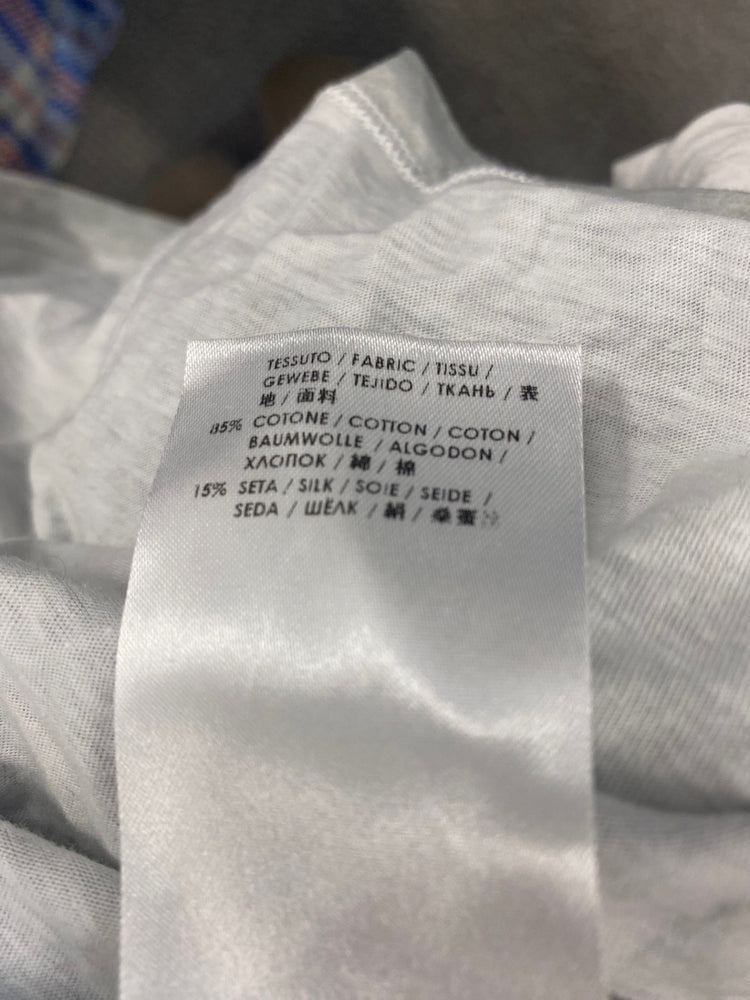 TESSUTO / FABRIC / TISSU /
GEWEBE / TEJIDO / ТКАНЬ / 表
地 / 面料
85% COTONE / COTTON / COTON /
BAUMWOLLE / ALGODON /
ХЛОПОК / 綿 / 棉
15% SETA / SILK / SOIE / SEIDE /
SEDA / ШЁЛК / 絹 / 桑蚕丝